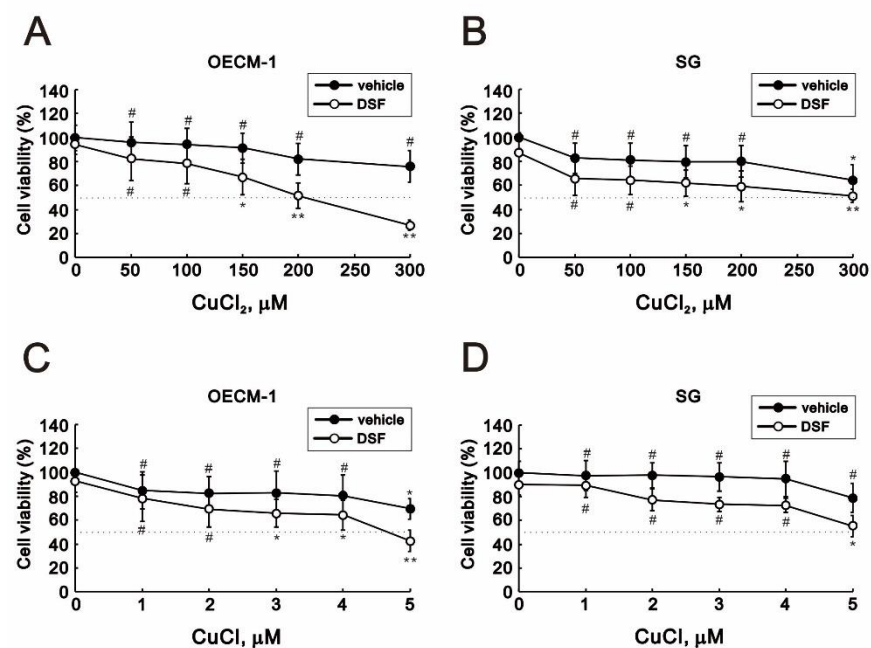 A
OECM-1
vehicle
DSF
Cell viability (%)
140
120
100
80
60
40
20
0
# # # # #
# # * ** **
0 50 100 150 200 250 300
CuCl₂, μM
B
SG
vehicle
DSF
Cell viability (%)
140
120
100
80
60
40
20
0
# # # # *
# # * * **
0 50 100 150 200 250 300
CuCl₂, μM
C
OECM-1
vehicle
DSF
Cell viability (%)
140
120
100
80
60
40
20
0
# # # # *
# # * * **
0 1 2 3 4 5
CuCl, μM
D
SG
vehicle
DSF
Cell viability (%)
140
120
100
80
60
40
20
0
# # # # #
# # # # *
0 1 2 3 4 5
CuCl, μM